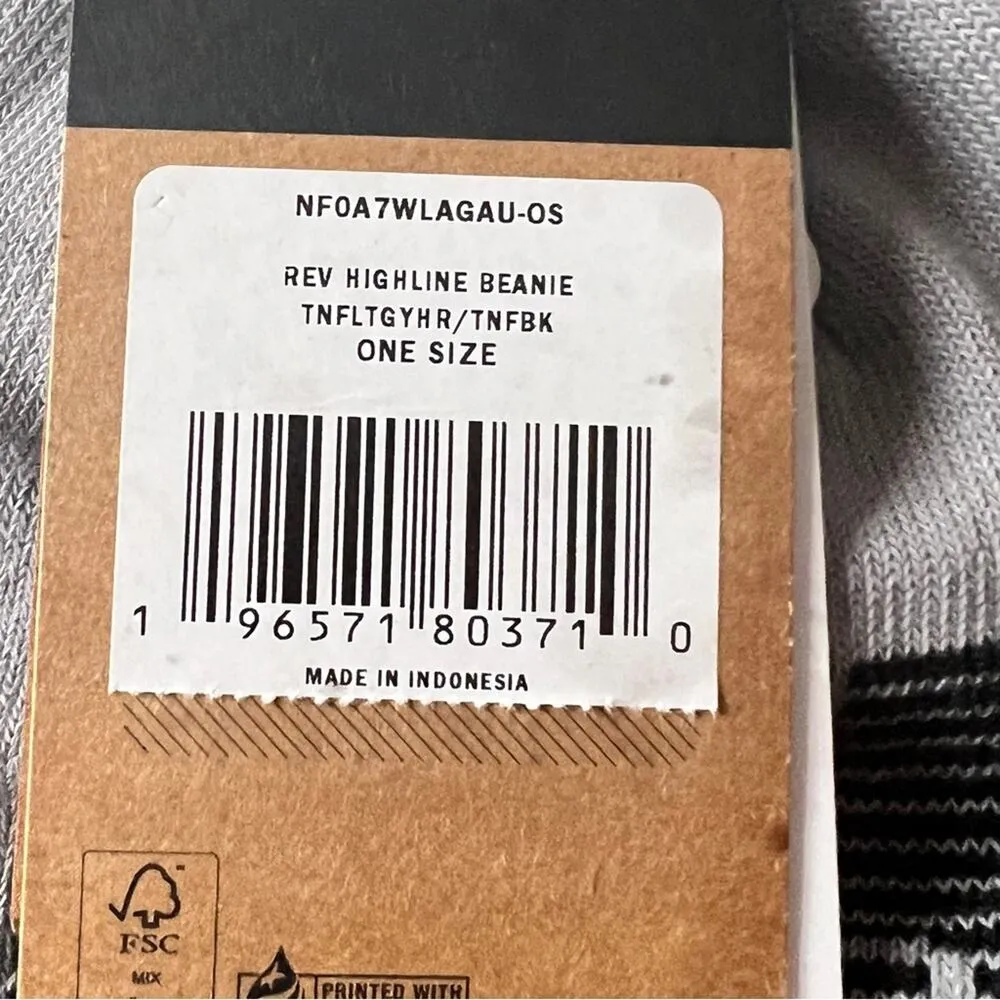 NF0A7WLAGAU-OS
REV HIGHLINE BEANIE
TNFLTGYHR/TNFBK
ONE SIZE
1 96571 80371 0
MADE IN INDONESIA
FSC
MIX
PRINTED WITH